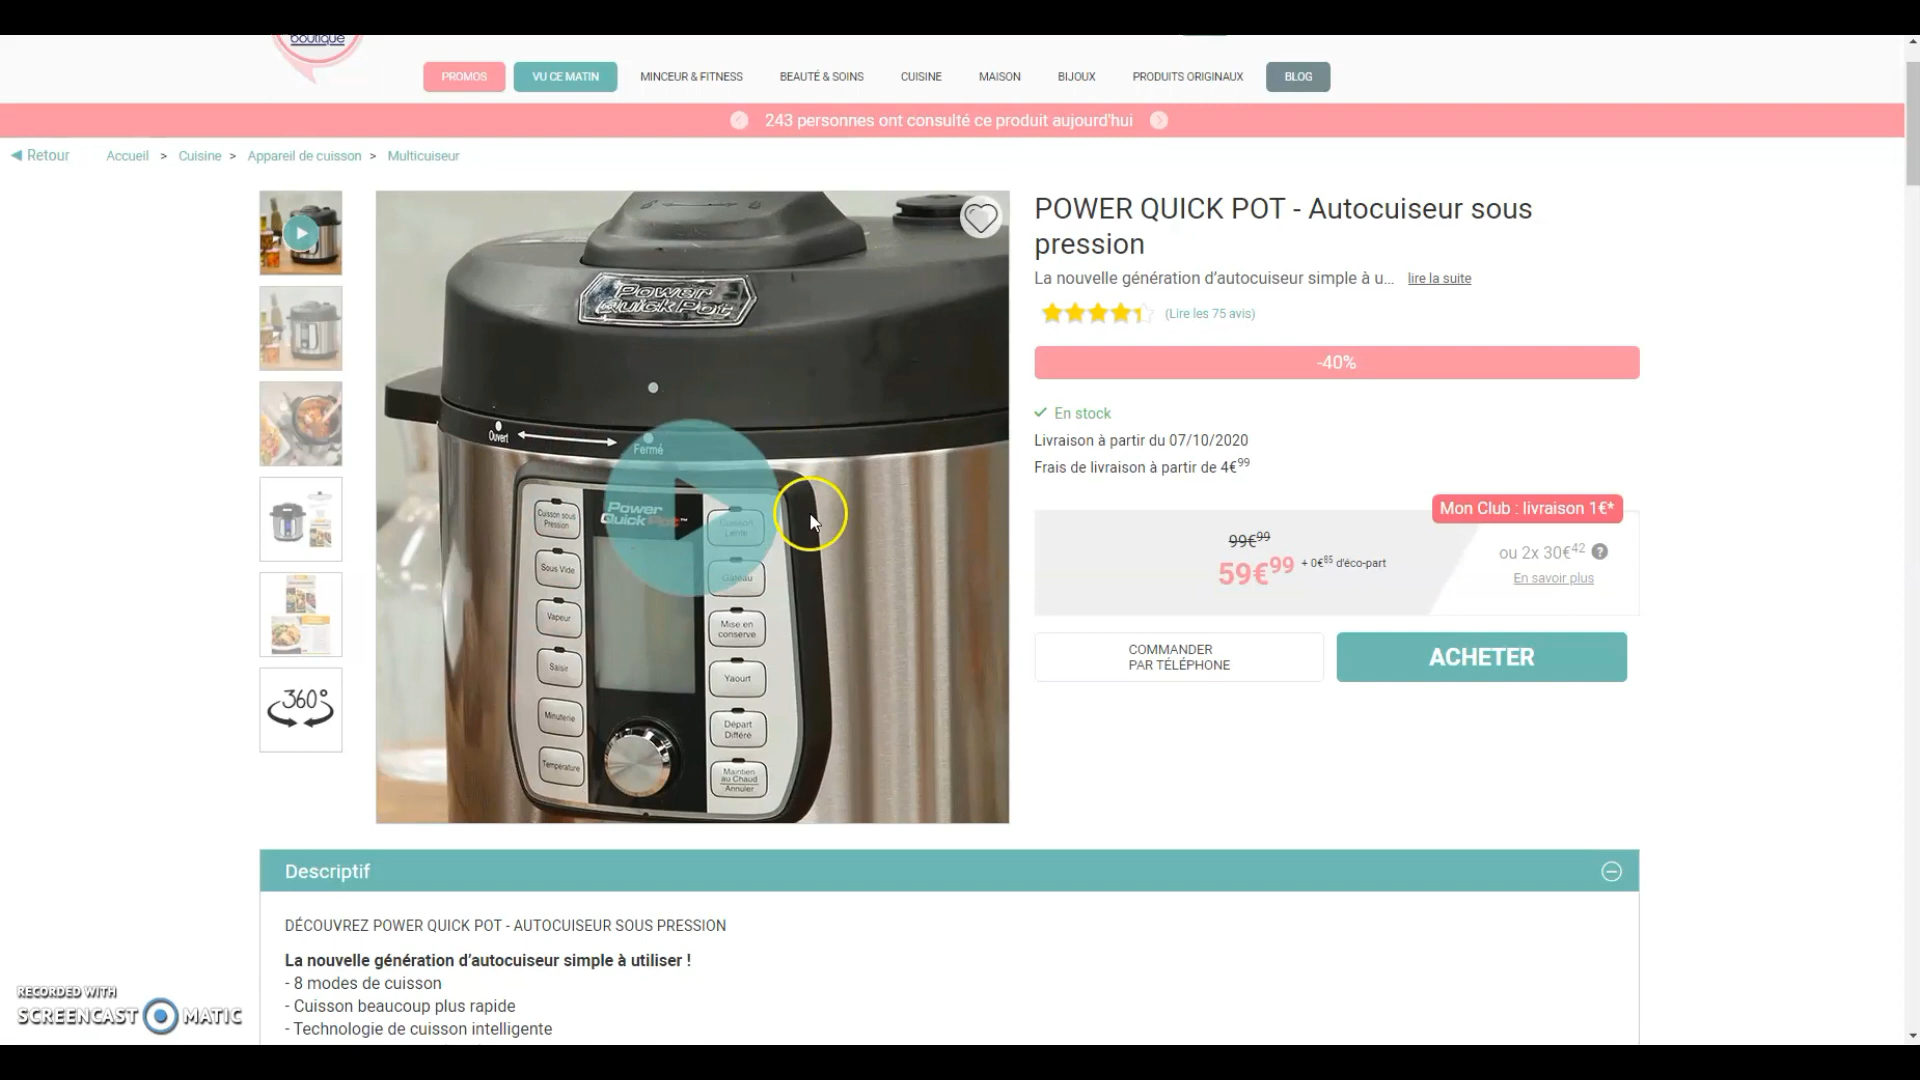 boutique
PROMOS
VU CE MATIN
MINCEUR & FITNESS
BEAUTÉ & SOINS
CUISINE
MAISON
BIJOUX
PRODUITS ORIGINAUX
BLOG
243 personnes ont consulté ce produit aujourd'hui
Retour
Accueil > Cuisine > Appareil de cuisson > Multicuiseur
POWER QUICK POT - Autocuiseur sous
pression
La nouvelle génération d'autocuiseur simple à u... lire la suite
(Lire les 75 avis)
-40%
En stock
Livraison à partir du 07/10/2020
Frais de livraison à partir de 4€99
Mon Club : livraison 1€*
99€99
59€99 + 0€85 d'éco-part
ou 2x 30€42 ?
En savoir plus
COMMANDER
PAR TÉLÉPHONE
ACHETER
Power
Quick Pot
Ouvert
Fermé
Power
Quick Pot™
Cuisson sous
Pression
Sous Vide
Vapeur
Saisir
Minuterie
Température
Cuisson
Lente
Gâteau
Mise en
conserve
Yaourt
Départ
Différé
Maintien
au Chaud
Annuler
360°
Descriptif
DÉCOUVREZ POWER QUICK POT - AUTOCUISEUR SOUS PRESSION
La nouvelle génération d'autocuiseur simple à utiliser !
- 8 modes de cuisson
- Cuisson beaucoup plus rapide
- Technologie de cuisson intelligente
RECORDED WITH
SCREENCAST MATIC